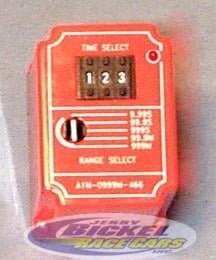 TIME SELECT
1 2 3
9.99S
99.9S
999S
99.9M
999M
RANGE SELECT
A1M-0999M-466
JERRY
BICKEL
RACE CARS
INC.